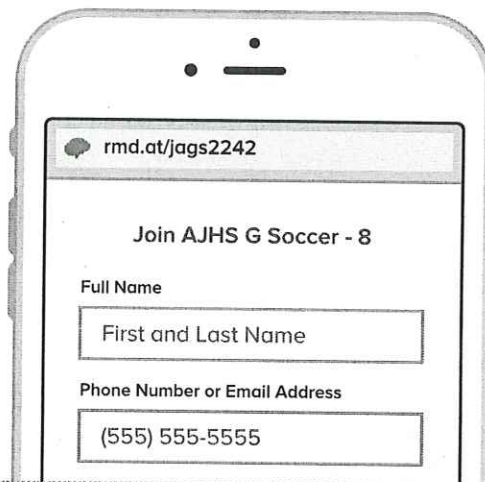 rmd.at/jags2242
Join AJHS G Soccer - 8
Full Name
First and Last Name
Phone Number or Email Address
(555) 555-5555